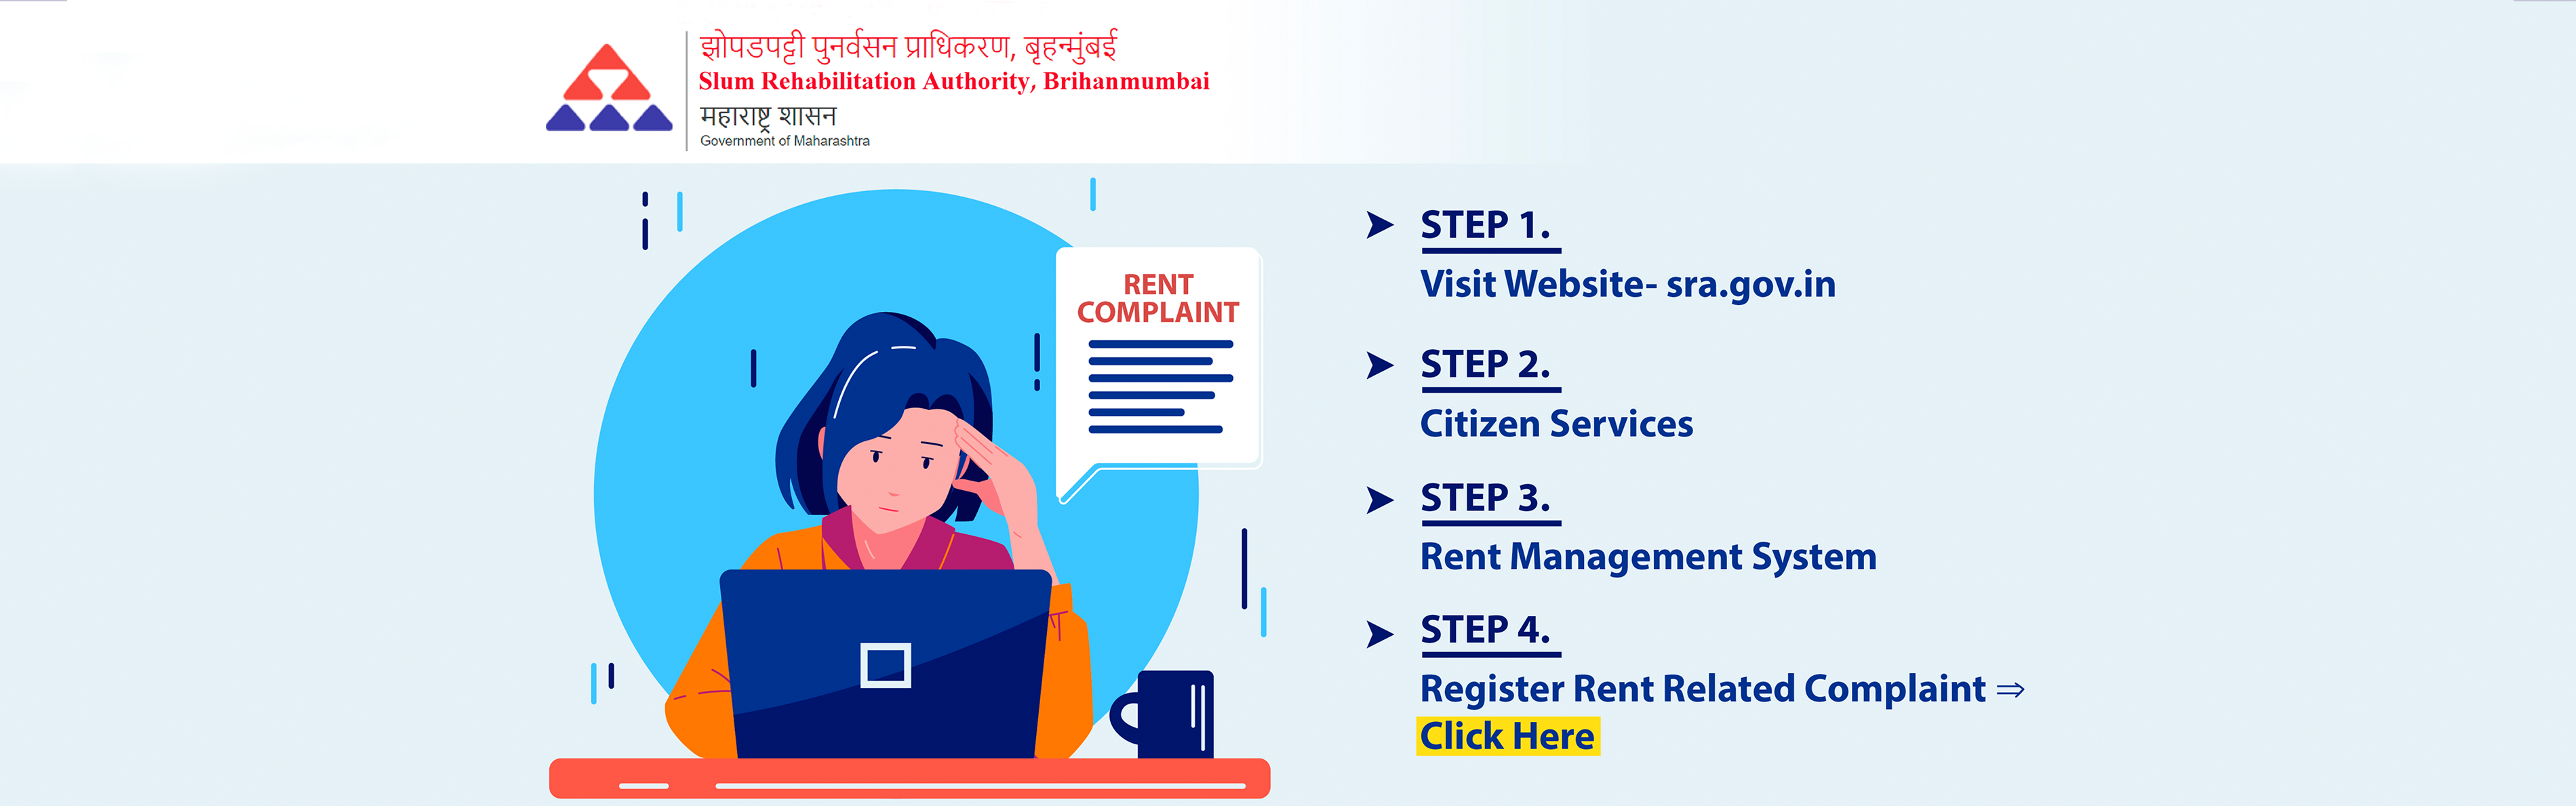 झोपडपट्टी पुनर्वसन प्राधिकरण, बृहन्मुंबई
Slum Rehabilitation Authority, Brihanmumbai
महाराष्ट्र शासन
Government of Maharashtra
RENT
COMPLAINT
➤ STEP 1.
Visit Website- sra.gov.in
➤ STEP 2.
Citizen Services
➤ STEP 3.
Rent Management System
➤ STEP 4.
Register Rent Related Complaint ⇒
Click Here